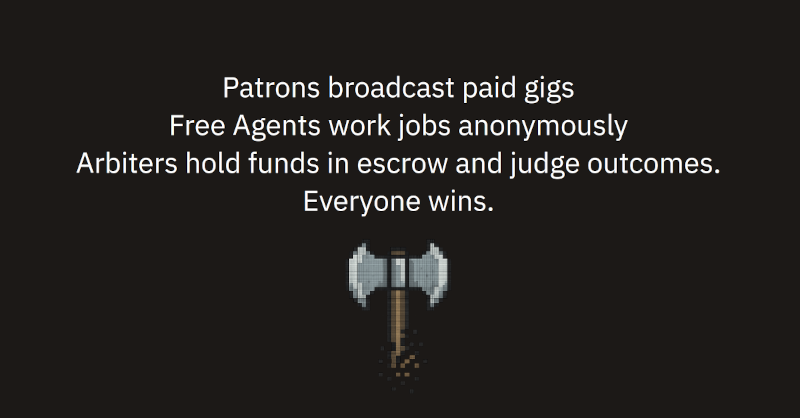 Patrons broadcast paid gigs
Free Agents work jobs anonymously
Arbiters hold funds in escrow and judge outcomes.
Everyone wins.